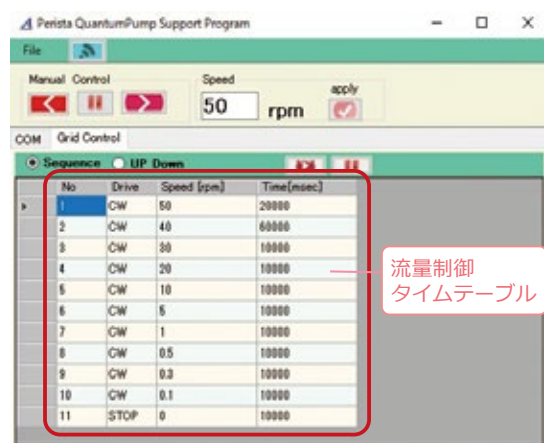 Perista QuantumPump Support Program
File
Manual Control
Speed
50
rpm
apply
COM Grid Control
Sequence UP Down
No Drive Speed [rpm] Time[msec]
1 CW 50 20000
2 CW 40 60000
3 CW 30 10000
4 CW 20 10000
5 CW 10 10000
6 CW 5 10000
7 CW 1 10000
8 CW 0.5 10000
9 CW 0.3 10000
10 CW 0.1 10000
11 STOP 0 10000
流量制御
タイムテーブル